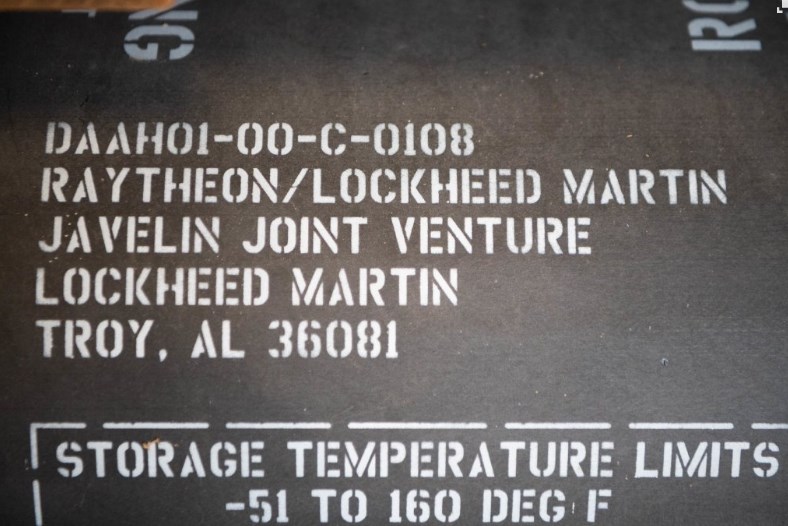 DAAH01-00-C-0108
RAYTHEON/LOCKHEED MARTIN
JAVELIN JOINT VENTURE
LOCKHEED MARTIN
TROY, AL 36081
STORAGE TEMPERATURE LIMITS
-51 TO 160 DEG F